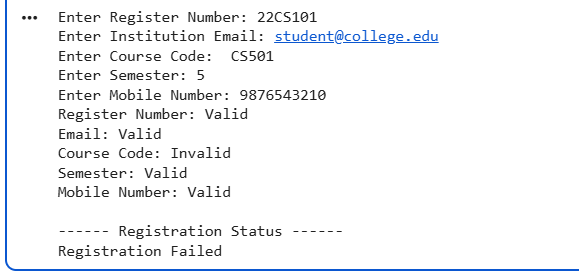 Enter Register Number: 22CS101
Enter Institution Email: student@college.edu
Enter Course Code:  CS501
Enter Semester: 5
Enter Mobile Number: 9876543210
Register Number: Valid
Email: Valid
Course Code: Invalid
Semester: Valid
Mobile Number: Valid

------ Registration Status ------
Registration Failed